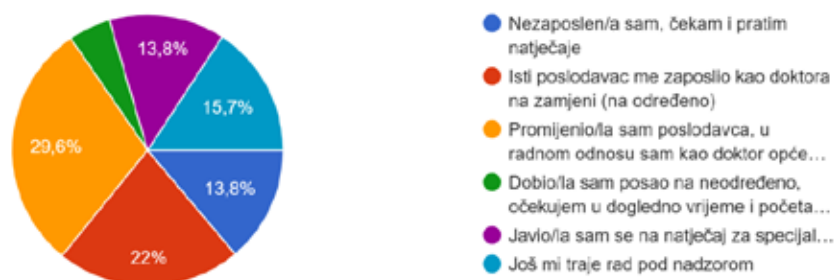 13,8%
15,7%
29,6%
13,8%
22%
Nezaposlen/a sam, čekam i pratim
natječaje
Isti poslodavac me zaposlio kao doktora
na zamjeni (na određeno)
Promijenio/la sam poslodavca, u
radnom odnosu sam kao doktor opće…
Dobio/la sam posao na neodređeno,
očekujem u dogledno vrijeme i početa…
Javio/la sam se na natječaj za specijal…
Još mi traje rad pod nadzorom